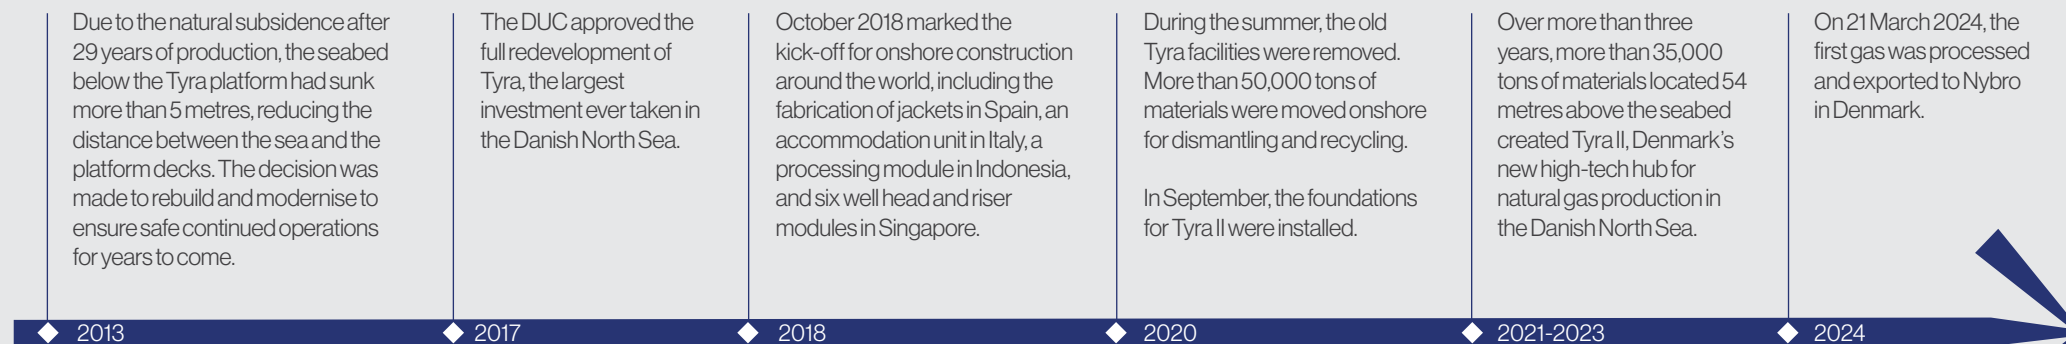 Due to the natural subsidence after
29 years of production, the seabed
below the Tyra platform had sunk
more than 5 metres, reducing the
distance between the sea and the
platform decks. The decision was
made to rebuild and modernise to
ensure safe continued operations
for years to come.
2013
The DUC approved the
full redevelopment of
Tyra, the largest
investment ever taken in
the Danish North Sea.
2017
October 2018 marked the
kick-off for onshore construction
around the world, including the
fabrication of jackets in Spain, an
accommodation unit in Italy, a
processing module in Indonesia,
and six well head and riser
modules in Singapore.
2018
During the summer, the old
Tyra facilities were removed.
More than 50,000 tons of
materials were moved onshore
for dismantling and recycling.
In September, the foundations
for Tyra II were installed.
2020
Over more than three
years, more than 35,000
tons of materials located 54
metres above the seabed
created Tyra II, Denmark's
new high-tech hub for
natural gas production in
the Danish North Sea.
2021-2023
On 21 March 2024, the
first gas was processed
and exported to Nybro
in Denmark.
2024